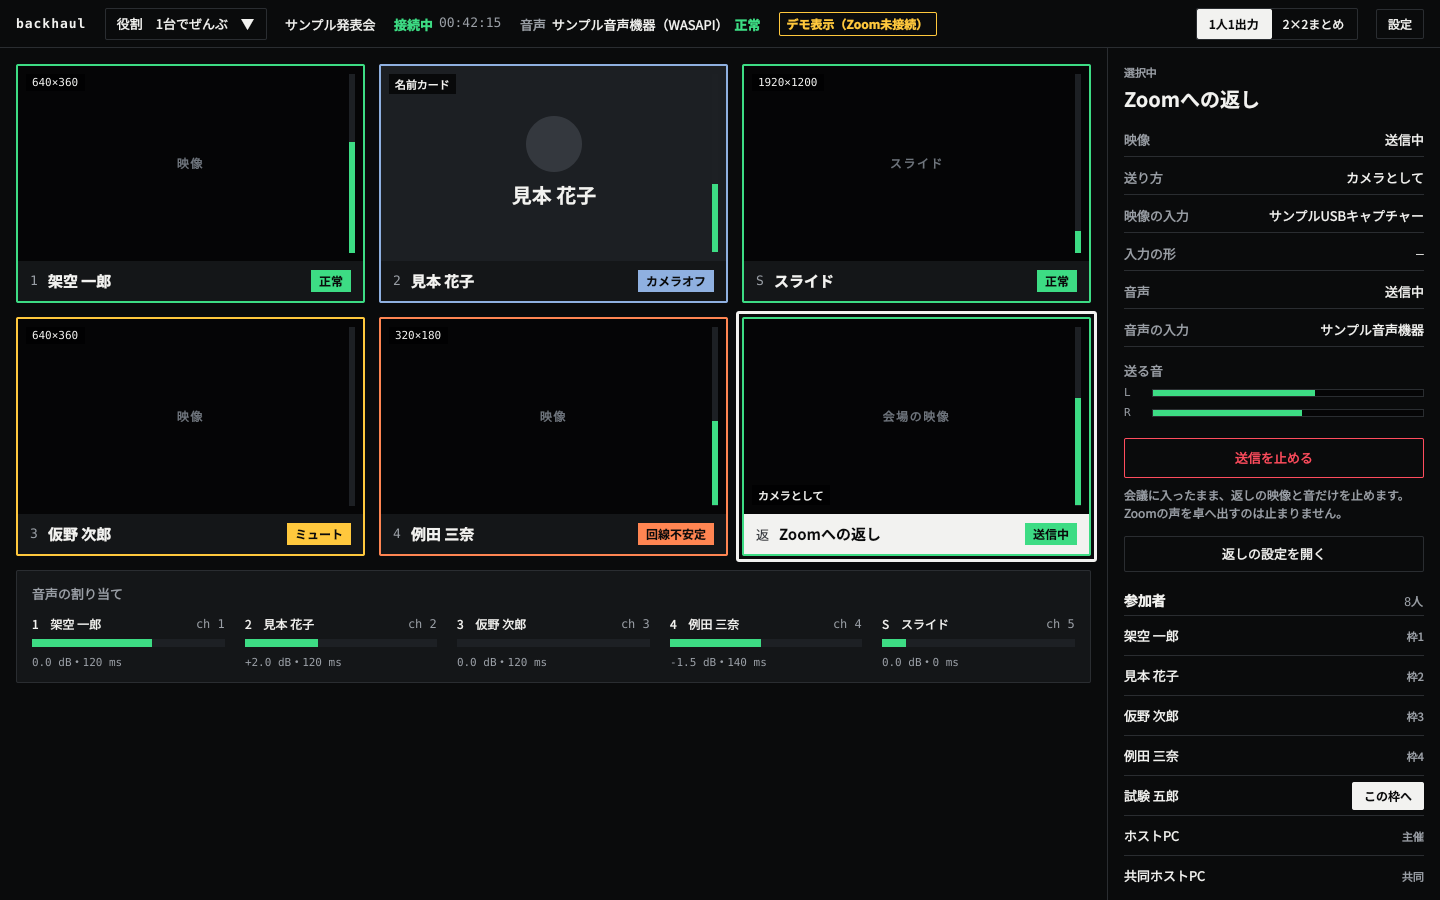 backhaul 役割 1台でぜんぶ ▼ サンプル発表会 接続中 00:42:15 音声 サンプル音声機器（WASAPI） 正常 デモ表示（Zoom未接続） 1人1出力 2×2まとめ 設定
640×360
映像
1 架空 一郎 正常
名前カード
見本 花子
2 見本 花子 カメラオフ
1920×1200
スライド
S スライド 正常
640×360
映像
3 仮野 次郎 ミュート
320×180
映像
4 例田 三奈 回線不安定
会場の映像
カメラとして
返 Zoomへの返し 送信中
音声の割り当て
1 架空 一郎 ch 1
0.0 dB・120 ms
2 見本 花子 ch 2
+2.0 dB・120 ms
3 仮野 次郎 ch 3
0.0 dB・120 ms
4 例田 三奈 ch 4
-1.5 dB・140 ms
S スライド ch 5
0.0 dB・0 ms
選択中
Zoomへの返し
映像 送信中
送り方 カメラとして
映像の入力 サンプルUSBキャプチャー
入力の形 –
音声 送信中
音声の入力 サンプル音声機器
送る音
L
R
送信を止める
会議に入ったまま、返しの映像と音だけを止めます。
Zoomの声を卓へ出すのは止まりません。
返しの設定を開く
参加者 8人
架空 一郎 枠1
見本 花子 枠2
仮野 次郎 枠3
例田 三奈 枠4
試験 五郎 この枠へ
ホストPC 主催
共同ホストPC 共同